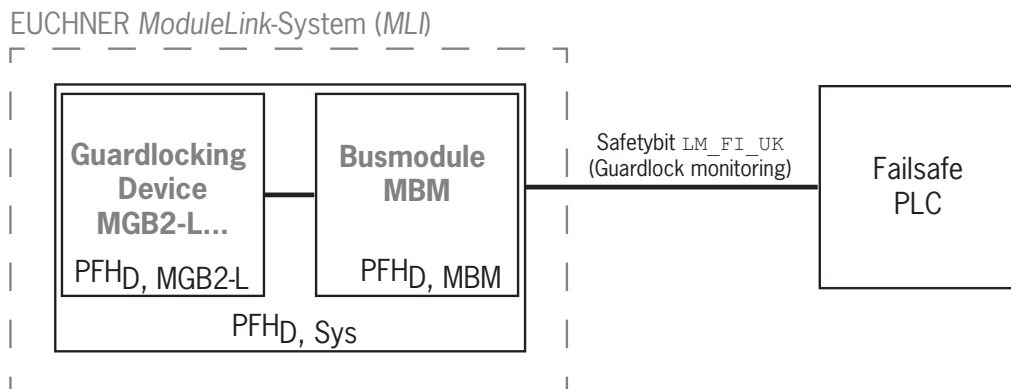 EUCHNER ModuleLink-System (MLI)
Guardlocking
Device
MGB2-L...
PFHD, MGB2-L
Busmodule
MBM
PFHD, MBM
PFHD, Sys
Safetybit LM_FI_UK
(Guardlock monitoring)
Failsafe
PLC